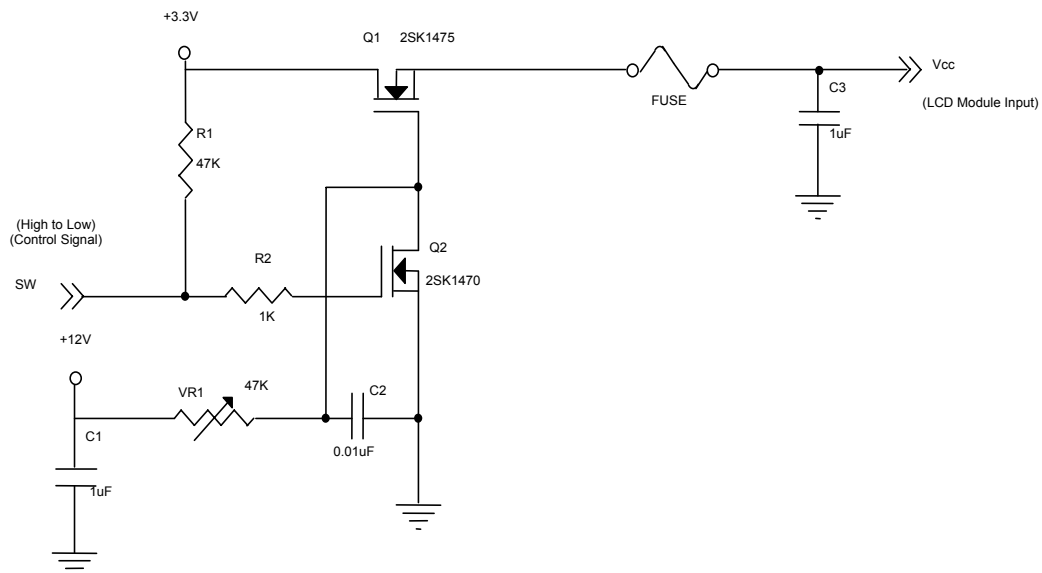 +3.3V
Q1 2SK1475
Vcc
FUSE
C3
(LCD Module Input)
1uF
R1
47K
(High to Low)
(Control Signal)
Q2
R2
SW
2SK1470
1K
+12V
VR1
47K
C2
C1
0.01uF
1uF